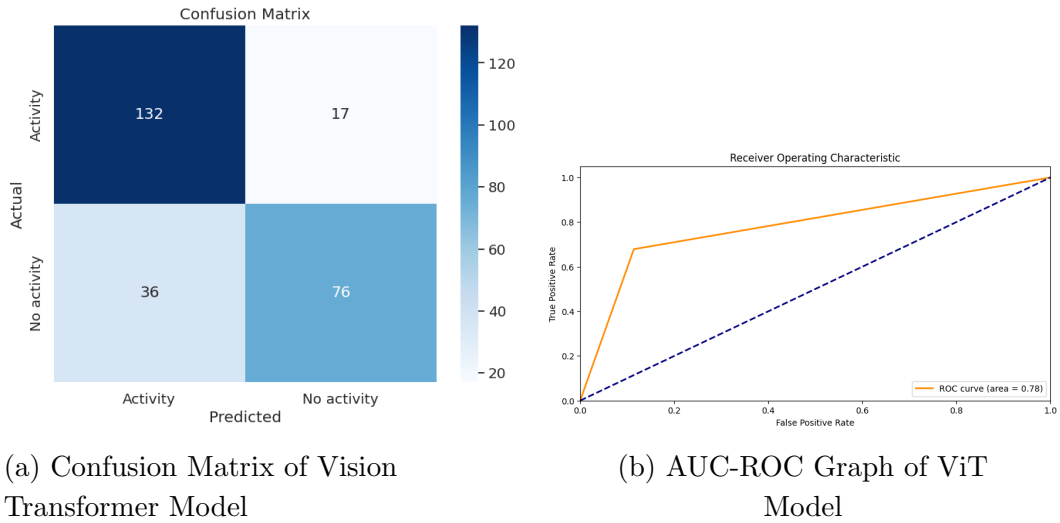 Confusion Matrix
Activity
132
17
120
100
80
60
40
20
Actual
No activity
36
76
Activity
No activity
Predicted
(a) Confusion Matrix of Vision
Transformer Model
Receiver Operating Characteristic
1.0
0.8
0.6
0.4
0.2
0.0
True Positive Rate
ROC curve (area = 0.78)
0.0 0.2 0.4 0.6 0.8 1.0
False Positive Rate
(b) AUC-ROC Graph of ViT
Model